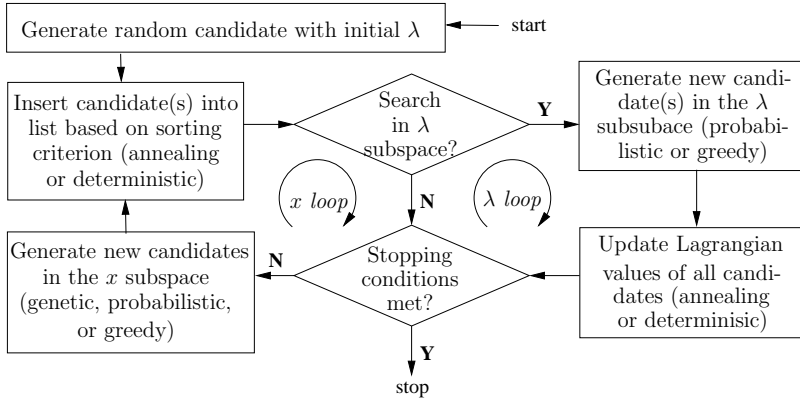 Generate random candidate with initial λ
start
Insert candidate(s) into
list based on sorting
criterion (annealing
or deterministic)
Search
in λ
subspace?
Y
Generate new candi-
date(s) in the λ
subsubace (probabi-
listic or greedy)
x loop
N
λ loop
Generate new candidates
in the x subspace
(genetic, probabilistic,
or greedy)
N
Stopping
conditions
met?
Update Lagrangian
values of all candi-
dates (annealing
or determinisic)
Y
stop